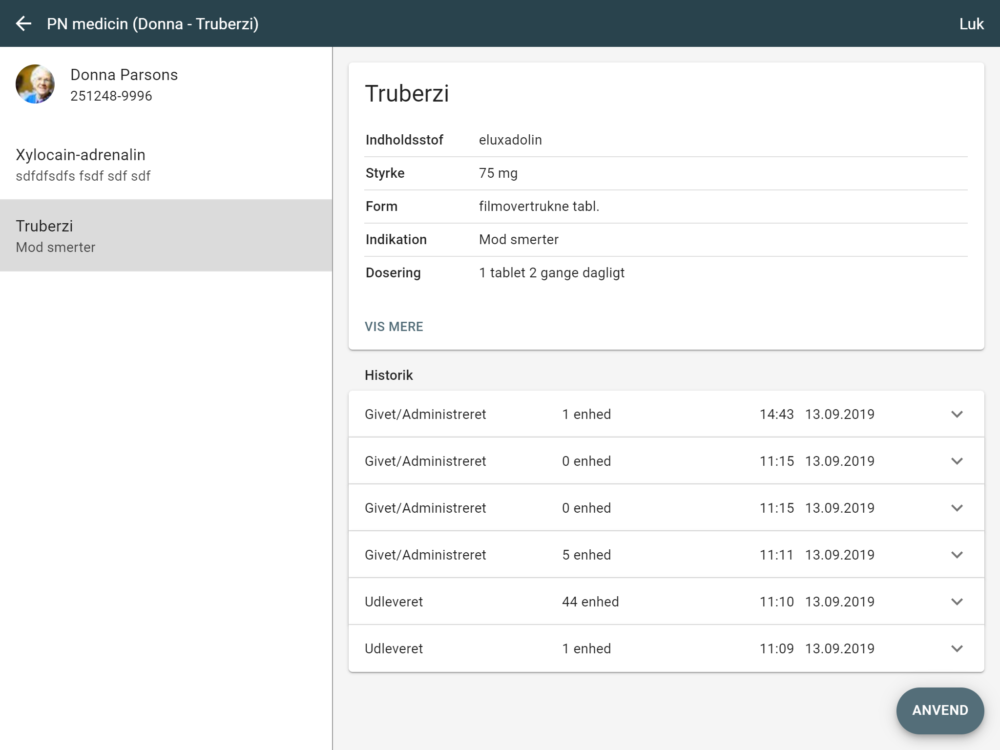 PN medicin (Donna - Truberzi)
Luk
Donna Parsons
251248-9996
Xylocain-adrenalin
sdfdfsdfs fsdf sdf sdf
Truberzi
Mod smerter
Truberzi
Indholdsstof eluxadolin
Styrke 75 mg
Form filmovertrukne tabl.
Indikation Mod smerter
Dosering 1 tablet 2 gange dagligt
VIS MERE
Historik
Givet/Administreret 1 enhed 14:43 13.09.2019
Givet/Administreret 0 enhed 11:15 13.09.2019
Givet/Administreret 0 enhed 11:15 13.09.2019
Givet/Administreret 5 enhed 11:11 13.09.2019
Udleveret 44 enhed 11:10 13.09.2019
Udleveret 1 enhed 11:09 13.09.2019
ANVEND